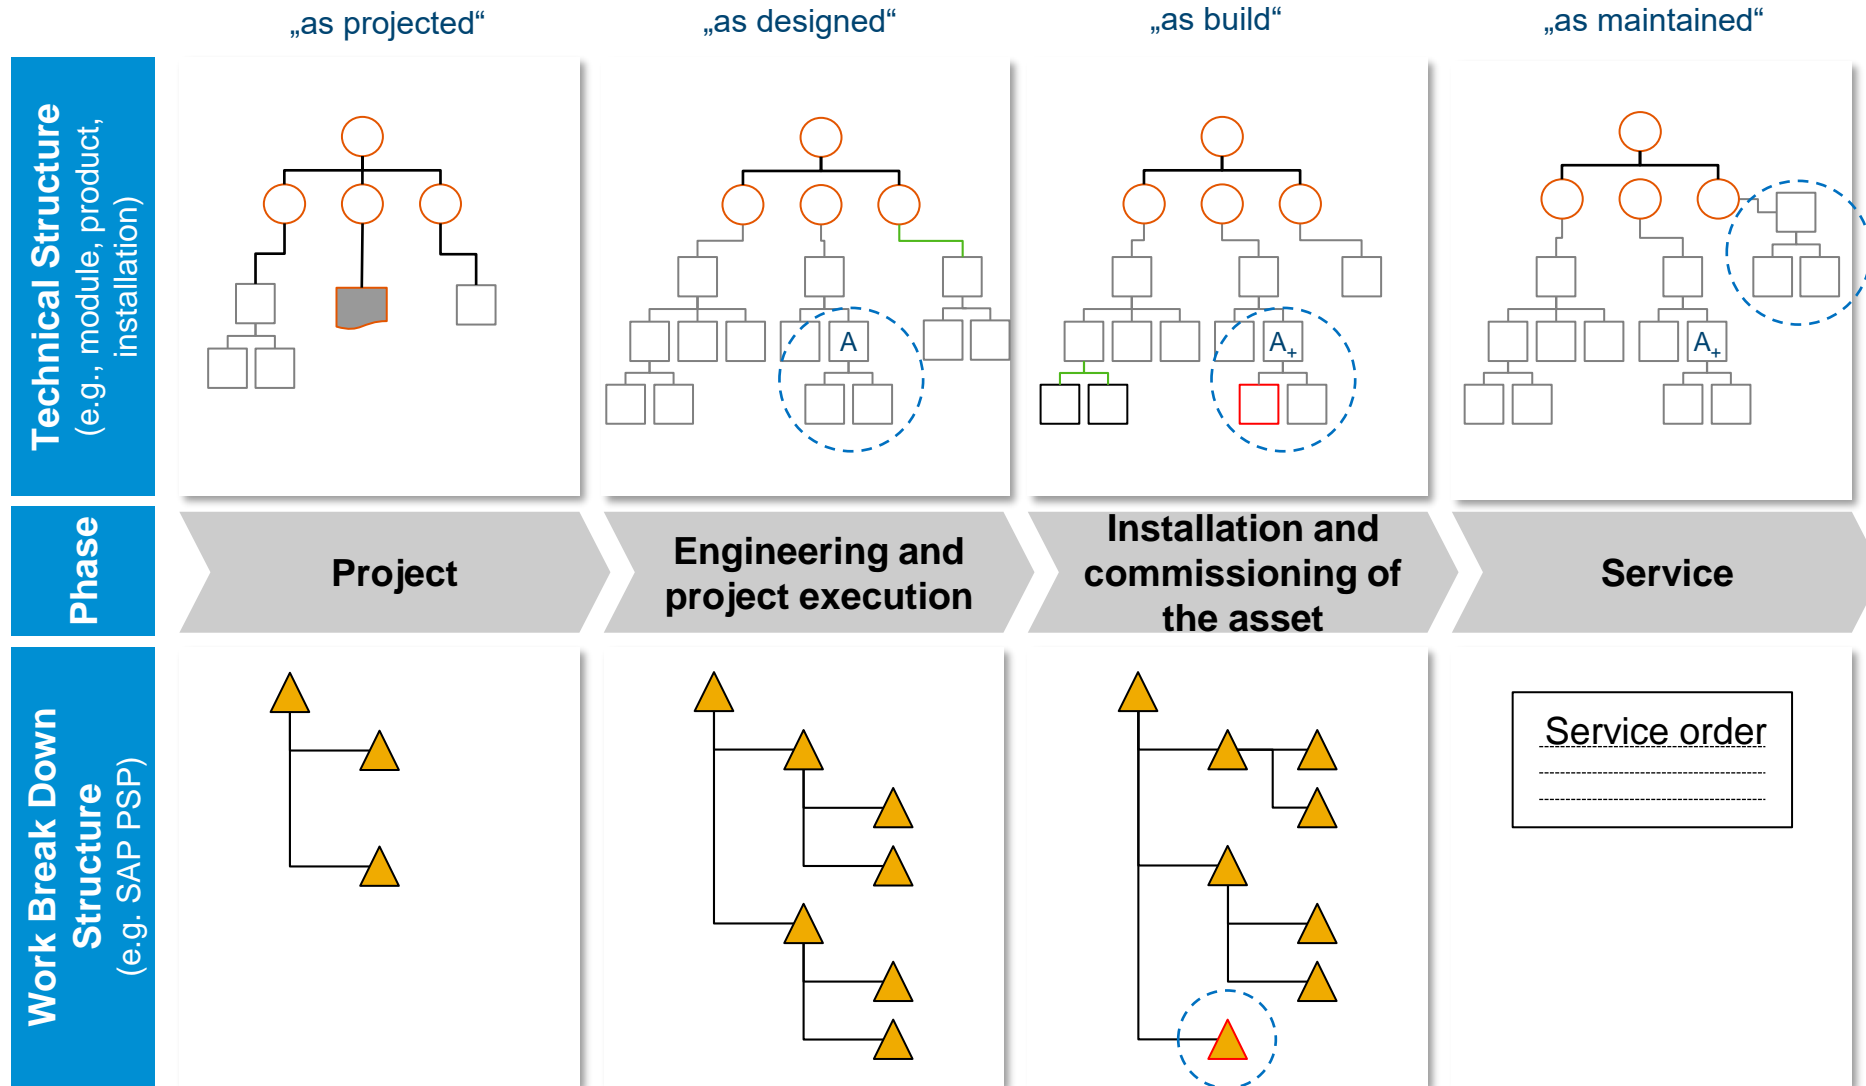 „as projected“
„as designed“
„as build“
„as maintained“
Technical Structure
(e.g., module, product,
installation)
A
A+
A+
Phase
Project
Engineering and
project execution
Installation and
commissioning of
the asset
Service
Work Break Down
Structure
(e.g. SAP PSP)
Service order